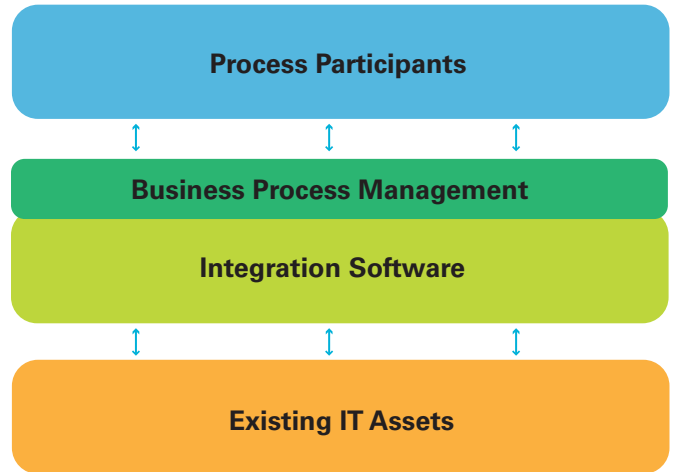 Process Participants
Business Process Management
Integration Software
Existing IT Assets